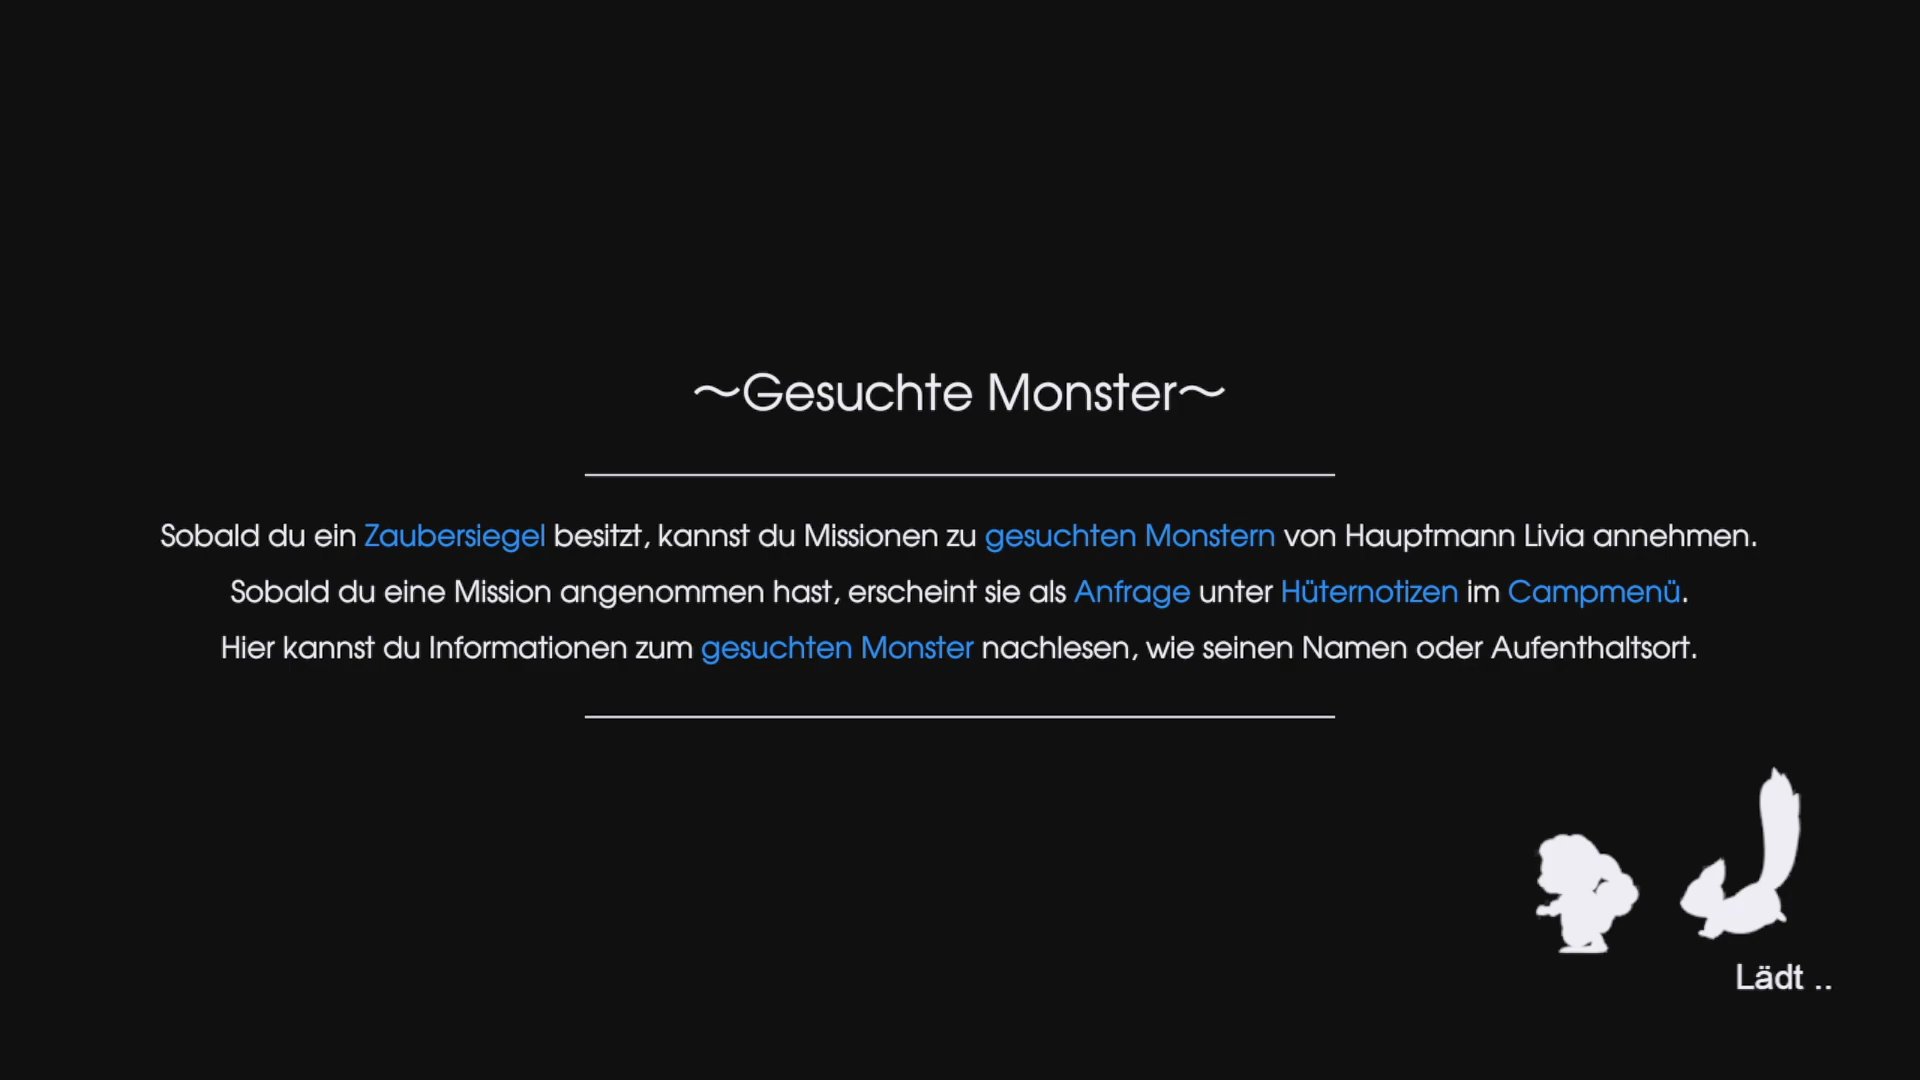 ～Gesuchte Monster～
Sobald du ein Zaubersiegel besitzt, kannst du Missionen zu gesuchten Monstern von Hauptmann Livia annehmen.
Sobald du eine Mission angenommen hast, erscheint sie als Anfrage unter Hüternotizen im Campmenü.
Hier kannst du Informationen zum gesuchten Monster nachlesen, wie seinen Namen oder Aufenthaltsort.
Lädt ..